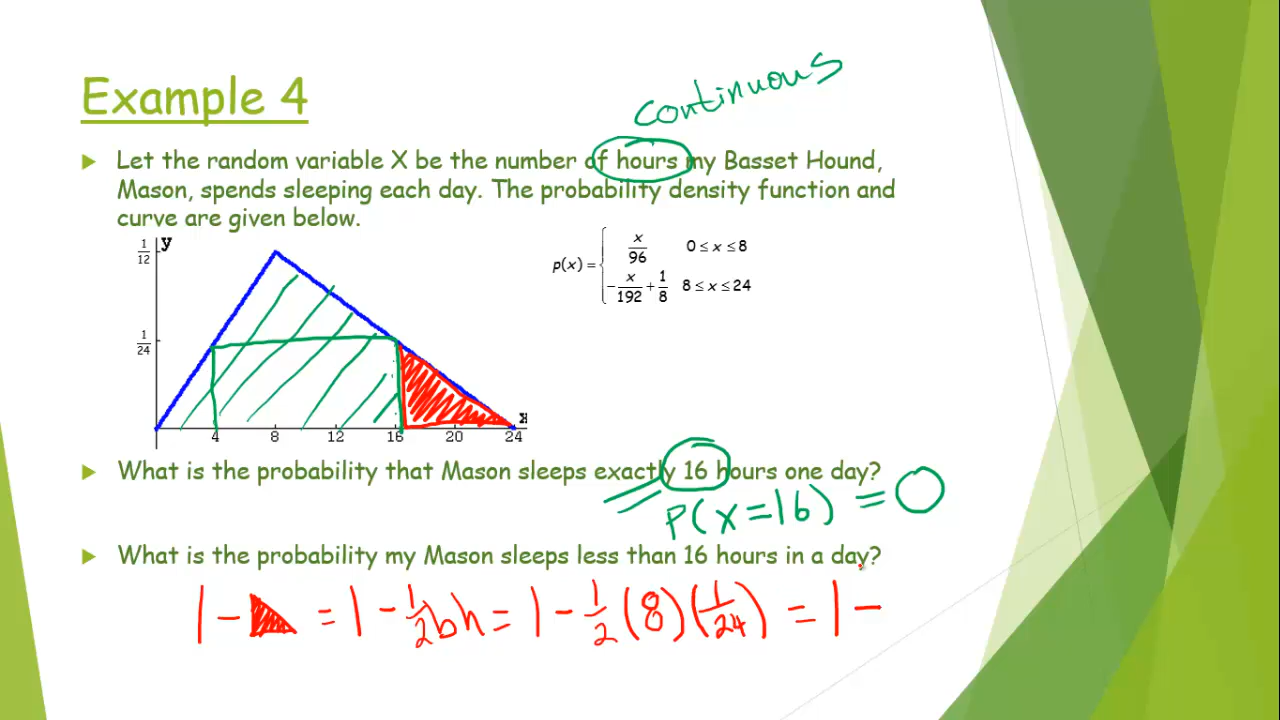 Example 4
continuous
Let the random variable X be the number of hours my Basset Hound,
Mason, spends sleeping each day. The probability density function and
curve are given below.
y
1/12
1/24
4 8 12 16 20 24
x
p(x) = { x/96 0 ≤ x ≤ 8
-x/192 + 1/8 8 ≤ x ≤ 24
What is the probability that Mason sleeps exactly 16 hours one day?
= P(x=16) = 0
What is the probability my Mason sleeps less than 16 hours in a day?
1 - = 1 - 1/2 bh = 1 - 1/2 (8)(1/24) = 1 -